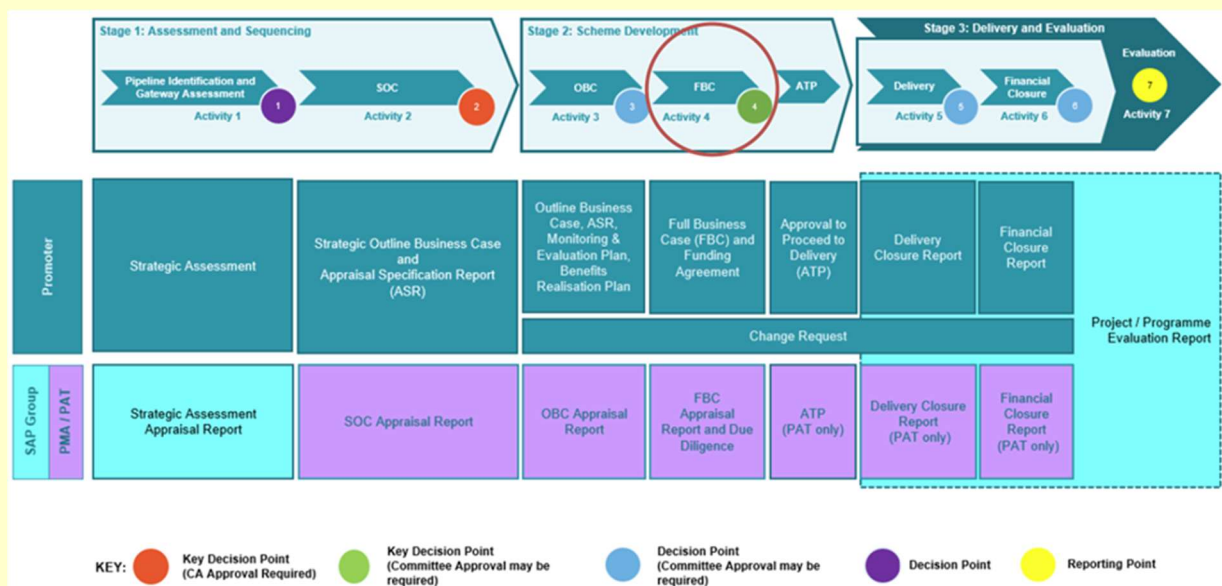 Stage 1: Assessment and Sequencing
Pipeline Identification and
Gateway Assessment
1
Activity 1
SOC
2
Activity 2
Stage 2: Scheme Development
OBC
3
Activity 3
FBC
4
Activity 4
ATP
Stage 3: Delivery and Evaluation
Delivery
5
Activity 5
Financial
Closure
6
Activity 6
Evaluation
7
Activity 7
Promoter
Strategic Assessment
Strategic Outline Business Case
and
Appraisal Specification Report
(ASR)
Outline Business
Case, ASR,
Monitoring &
Evaluation Plan,
Benefits
Realisation Plan
Full Business
Case (FBC) and
Funding
Agreement
Approval to
Proceed to
Delivery
(ATP)
Delivery
Closure Report
Financial
Closure
Report
Change Request
Project / Programme
Evaluation Report
SAP Group
PMA / PAT
Strategic Assessment
Appraisal Report
SOC Appraisal Report
OBC Appraisal
Report
FBC
Appraisal
Report and Due
Diligence
ATP
(PAT only)
Delivery Closure
Report
(PAT only)
Financial
Closure
Report
(PAT only)
KEY:
Key Decision Point
(CA Approval Required)
Key Decision Point
(Committee Approval may be
required)
Decision Point
(Committee Approval may be
required)
Decision Point
Reporting Point